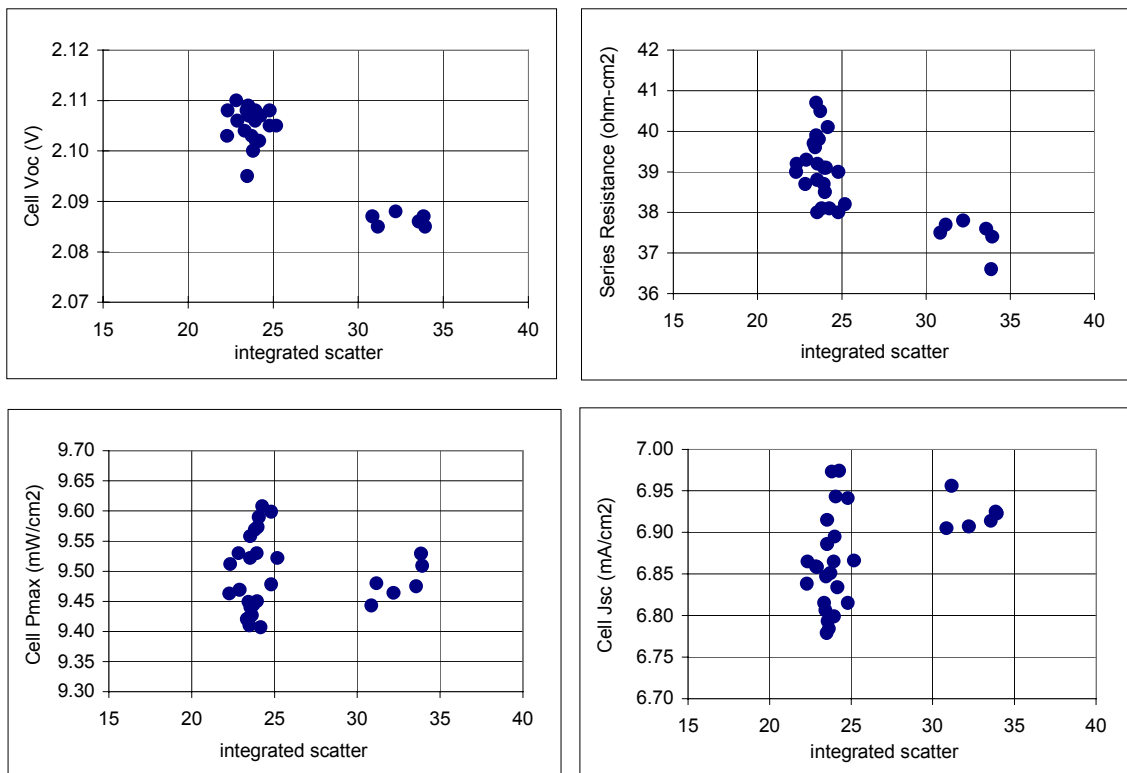 Cell Voc (V)
2.12
2.11
2.10
2.09
2.08
2.07
15 20 25 30 35 40
integrated scatter
Series Resistance (ohm-cm2)
42
41
40
39
38
37
36
15 20 25 30 35 40
integrated scatter
Cell Pmax (mW/cm2)
9.70
9.65
9.60
9.55
9.50
9.45
9.40
9.35
9.30
15 20 25 30 35 40
integrated scatter
Cell Jsc (mA/cm2)
7.00
6.95
6.90
6.85
6.80
6.75
6.70
15 20 25 30 35 40
integrated scatter